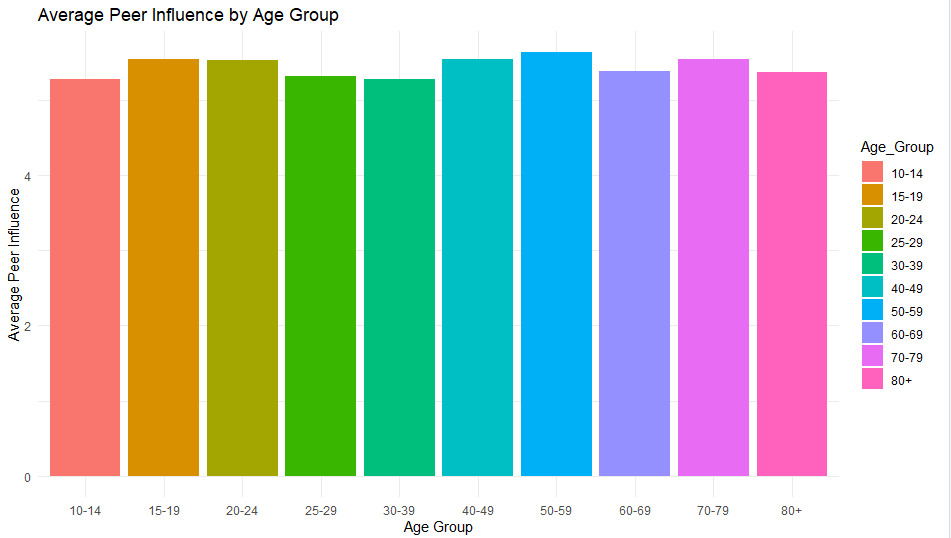 Average Peer Influence by Age Group
Average Peer Influence
4
2
0
10-14 15-19 20-24 25-29 30-39 40-49 50-59 60-69 70-79 80+
Age Group
Age_Group
10-14
15-19
20-24
25-29
30-39
40-49
50-59
60-69
70-79
80+